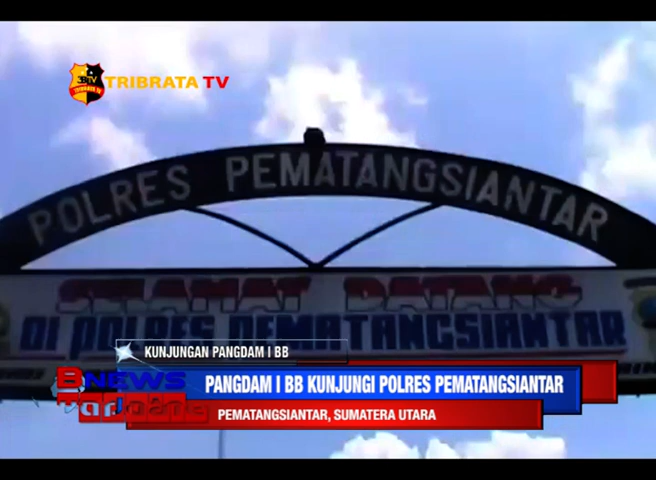 TRIBRATA TV
POLRES PEMATANGSIANTAR
SELAMAT DATANG
DI POLRES PEMATANGSIANTAR
KUNJUNGAN PANGDAM I BB
PANGDAM I BB KUNJUNGI POLRES PEMATANGSIANTAR
PEMATANGSIANTAR, SUMATERA UTARA
BNEWS